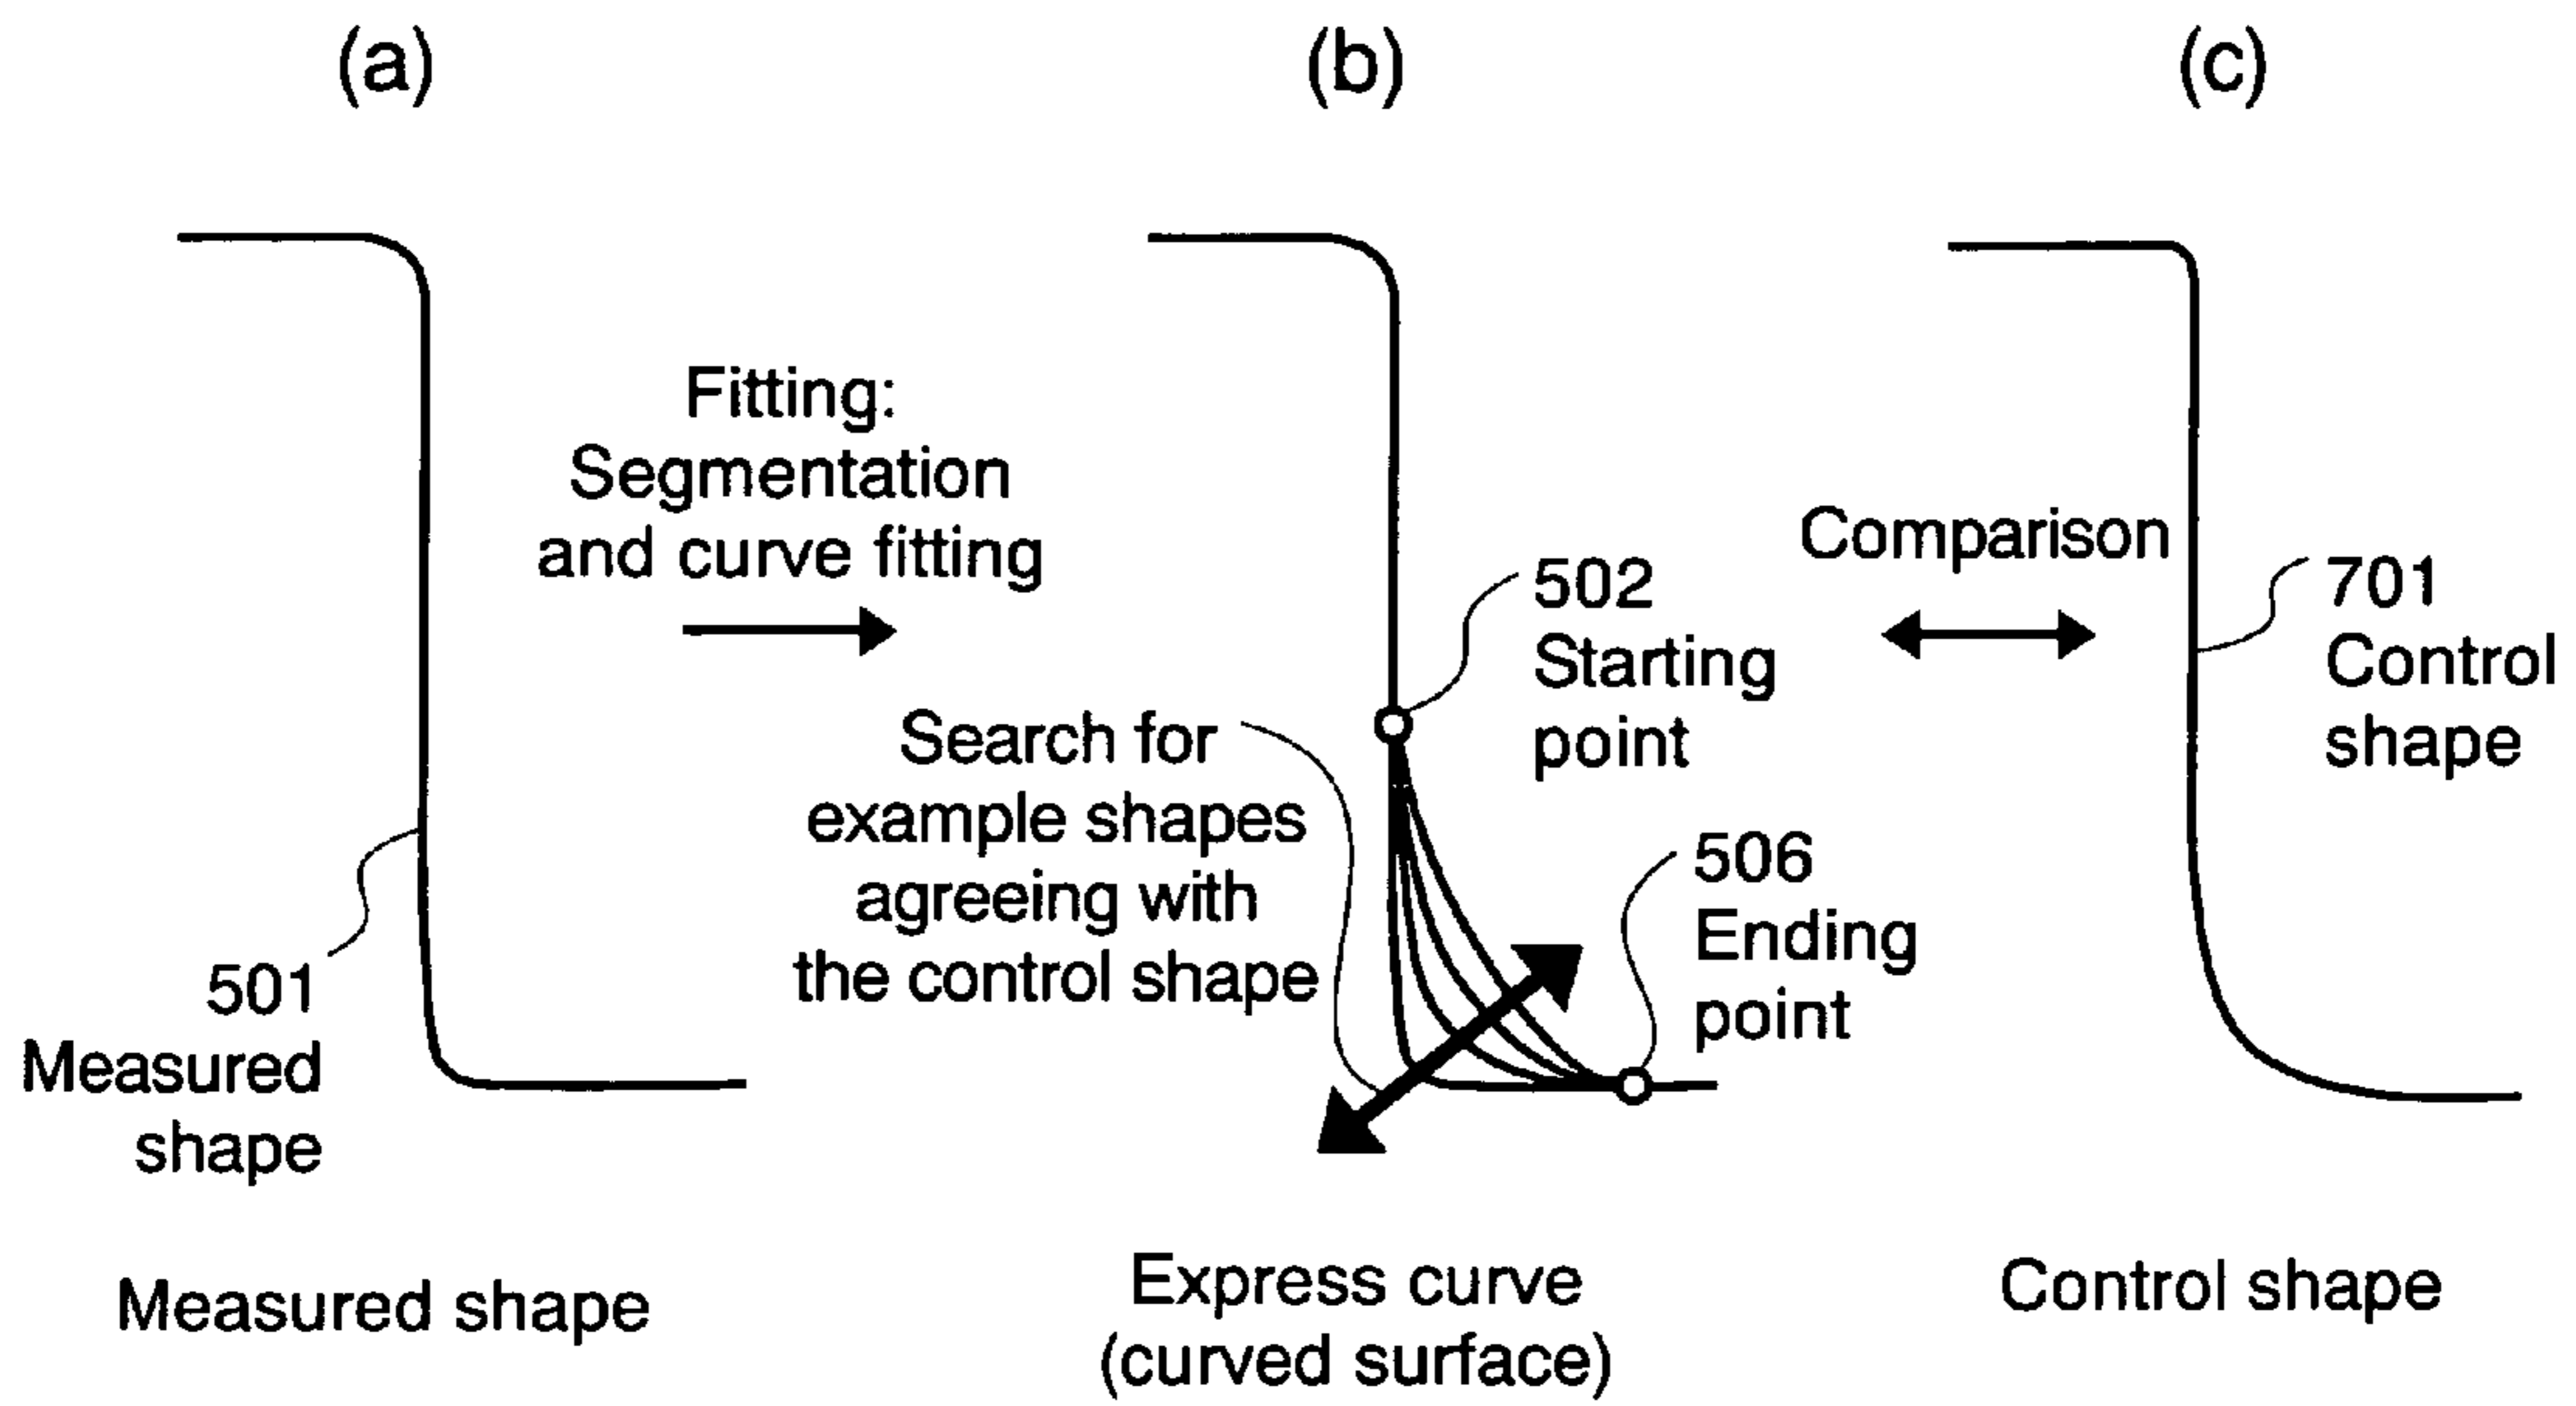 (a)
(b)
(c)
Fitting:
Segmentation
and curve fitting
Comparison
502
Starting
point
701
Control
shape
Search for
example shapes
agreeing with
the control shape
506
Ending
point
501
Measured
shape
Measured shape
Express curve
(curved surface)
Control shape